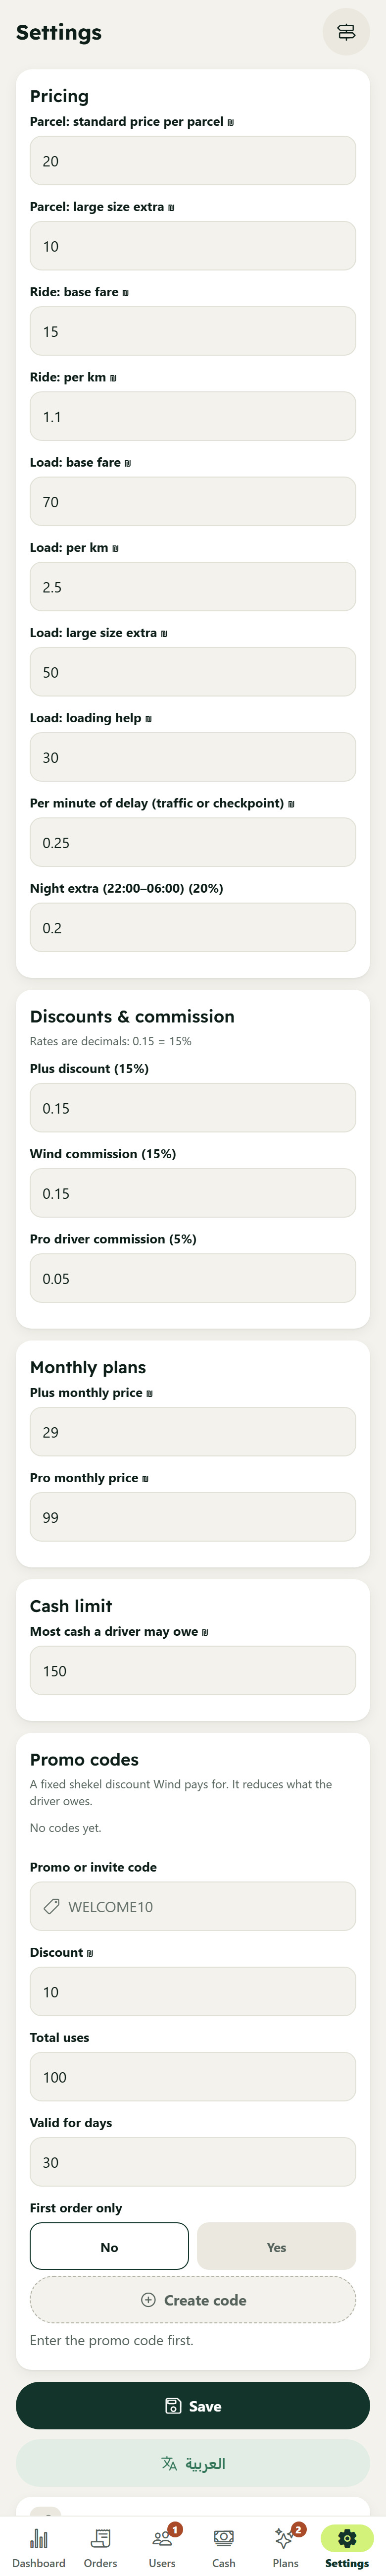 Settings
Pricing
Parcel: standard price per parcel ₪
20
Parcel: large size extra ₪
10
Ride: base fare ₪
15
Ride: per km ₪
1.1
Load: base fare ₪
70
Load: per km ₪
2.5
Load: large size extra ₪
50
Load: loading help ₪
30
Per minute of delay (traffic or checkpoint) ₪
0.25
Night extra (22:00–06:00) (20%)
0.2
Discounts & commission
Rates are decimals: 0.15 = 15%
Plus discount (15%)
0.15
Wind commission (15%)
0.15
Pro driver commission (5%)
0.05
Monthly plans
Plus monthly price ₪
29
Pro monthly price ₪
99
Cash limit
Most cash a driver may owe ₪
150
Promo codes
A fixed shekel discount Wind pays for. It reduces what the
driver owes.
No codes yet.
Promo or invite code
WELCOME10
Discount ₪
10
Total uses
100
Valid for days
30
First order only
No Yes
Create code
Enter the promo code first.
Save
العربية
1 2
Dashboard Orders Users Cash Plans Settings